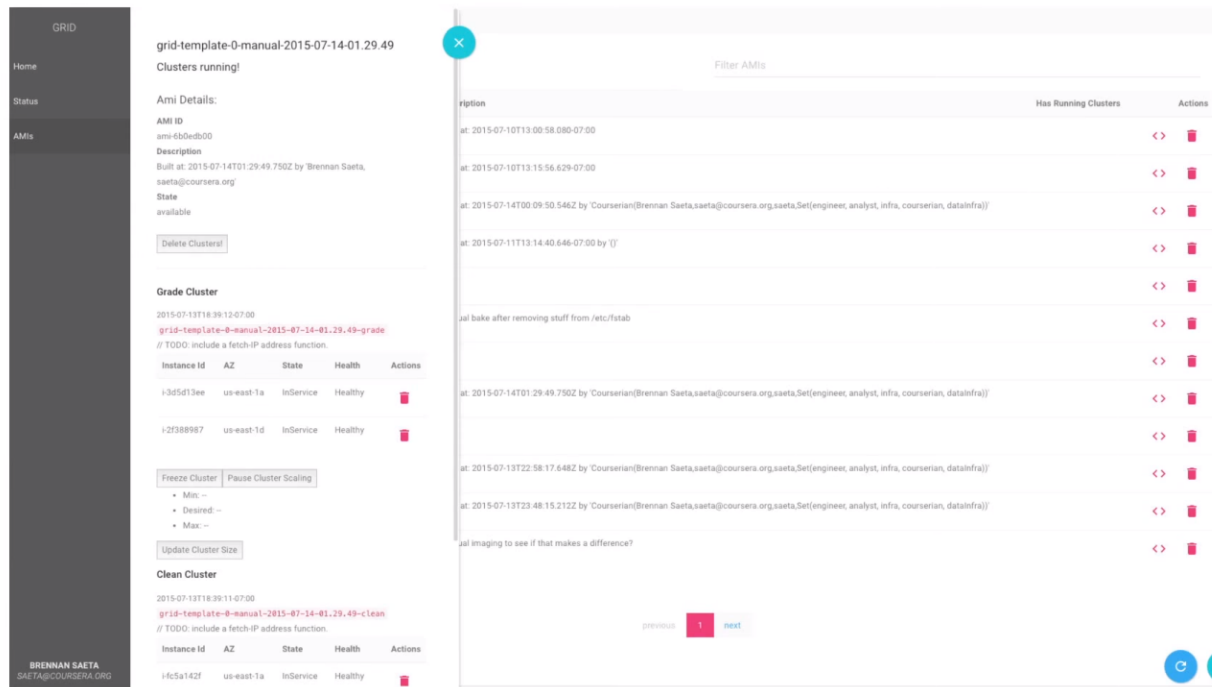 GRID
Home
Status
AMIs
BRENNAN SAETA
SAETA@COURSERA.ORG
grid-template-0-manual-2015-07-14-01.29.49
Clusters running!
Ami Details:
AMI ID
ami-6b0edb00
Description
Built at: 2015-07-14T01:29:49.750Z by 'Brennan Saeta,
saeta@coursera.org'
State
available
Delete Clusters!
Grade Cluster
2015-07-13T18:39:12-07:00
grid-template-0-manual-2015-07-14-01.29.49-grade
// TODO: include a fetch-IP address function.
Instance Id AZ State Health Actions
i-3d5d13ee us-east-1a InService Healthy
i-2f388987 us-east-1d InService Healthy
Freeze Cluster Pause Cluster Scaling
• Min: --
• Desired: --
• Max: --
Update Cluster Size
Clean Cluster
2015-07-13T18:39:11-07:00
grid-template-0-manual-2015-07-14-01.29.49-clean
// TODO: include a fetch-IP address function.
Instance Id AZ State Health Actions
i-fc5a142f us-east-1a InService Healthy
Filter AMIs
ription Has Running Clusters Actions
at: 2015-07-10T13:00:58.080-07:00
at: 2015-07-10T13:15:56.629-07:00
at: 2015-07-14T00:09:50.546Z by 'Courserian(Brennan Saeta,saeta@coursera.org,saeta,Set(engineer, analyst, infra, courserian, dataInfra))'
at: 2015-07-11T13:14:40.646-07:00 by '()'
ual bake after removing stuff from /etc/fstab
at: 2015-07-14T01:29:49.750Z by 'Courserian(Brennan Saeta,saeta@coursera.org,saeta,Set(engineer, analyst, infra, courserian, dataInfra))'
at: 2015-07-13T22:58:17.648Z by 'Courserian(Brennan Saeta,saeta@coursera.org,saeta,Set(engineer, analyst, infra, courserian, dataInfra))'
at: 2015-07-13T23:48:15.212Z by 'Courserian(Brennan Saeta,saeta@coursera.org,saeta,Set(engineer, analyst, infra, courserian, dataInfra))'
ual imaging to see if that makes a difference?
previous 1 next